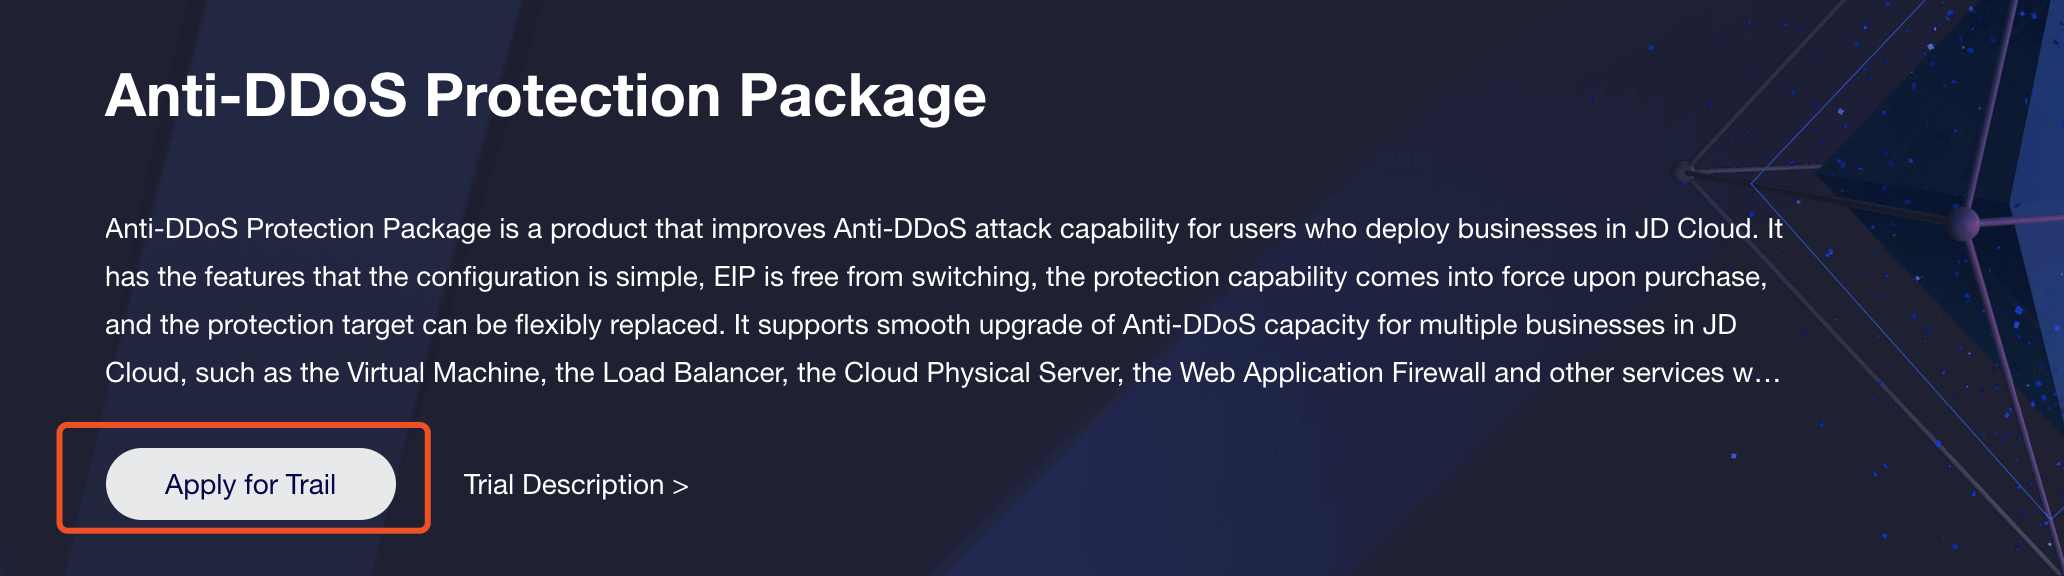 Anti-DDoS Protection Package
Anti-DDoS Protection Package is a product that improves Anti-DDoS attack capability for users who deploy businesses in JD Cloud. It
has the features that the configuration is simple, EIP is free from switching, the protection capability comes into force upon purchase,
and the protection target can be flexibly replaced. It supports smooth upgrade of Anti-DDoS capacity for multiple businesses in JD
Cloud, such as the Virtual Machine, the Load Balancer, the Cloud Physical Server, the Web Application Firewall and other services w...
Apply for Trail
Trial Description >